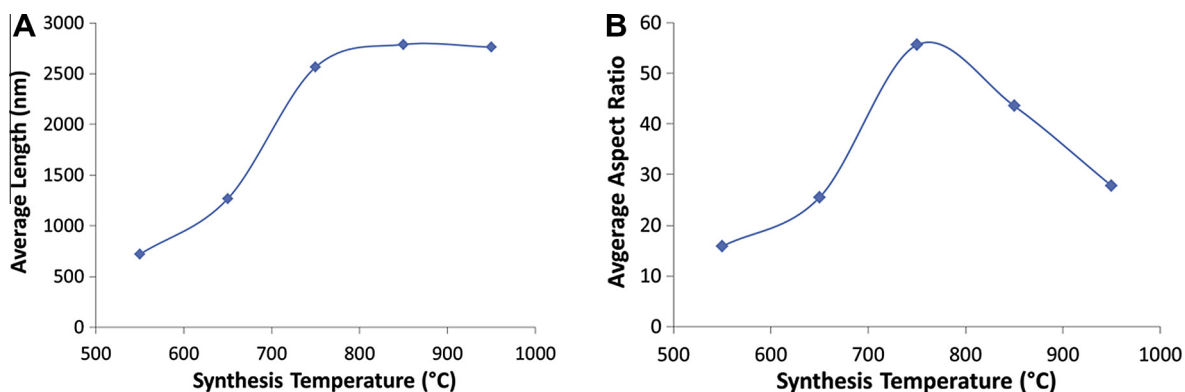 A
Average Length (nm)
3000
2500
2000
1500
1000
500
0
500 600 700 800 900 1000
Synthesis Temperature (°C)
B
Avgerage Aspect Ratio
60
50
40
30
20
10
0
500 600 700 800 900 1000
Synthesis Temperature (°C)